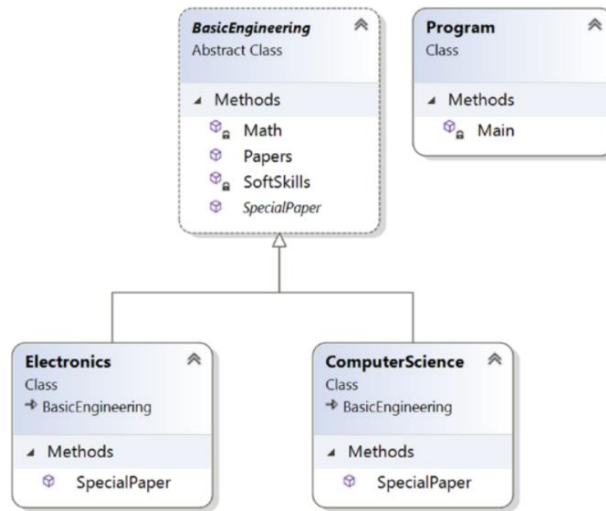 BasicEngineering
Abstract Class
Methods
Math
Papers
SoftSkills
SpecialPaper
Program
Class
Methods
Main
Electronics
Class
BasicEngineering
Methods
SpecialPaper
ComputerScience
Class
BasicEngineering
Methods
SpecialPaper